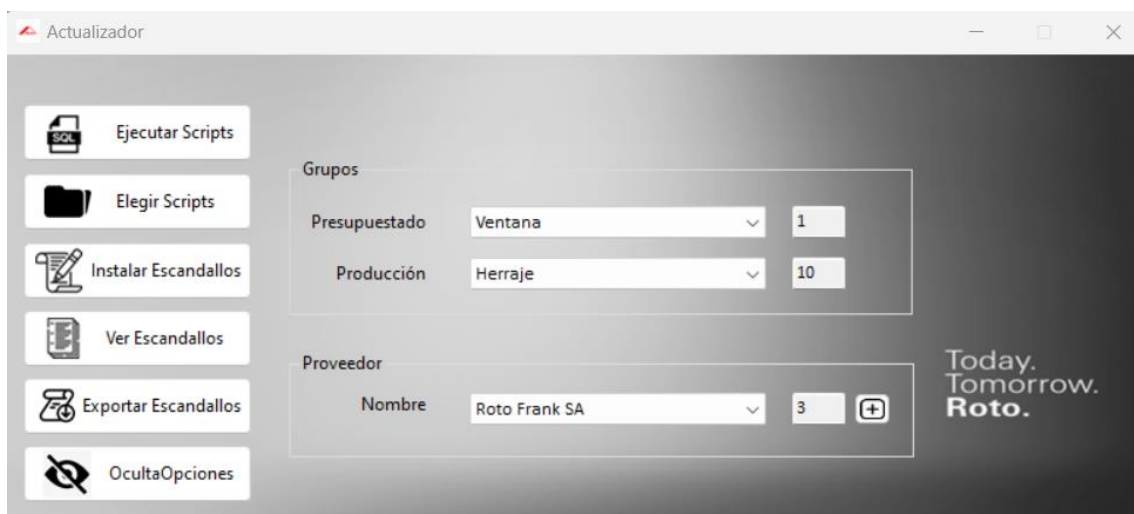 Actualizador
Ejecutar Scripts
SQL
Elegir Scripts
Instalar Escandallos
Ver Escandallos
Exportar Escandallos
OcultaOpciones
Grupos
Presupuestado Ventana 1
Producción Herraje 10
Proveedor
Nombre Roto Frank SA 3
Today.
Tomorrow.
Roto.